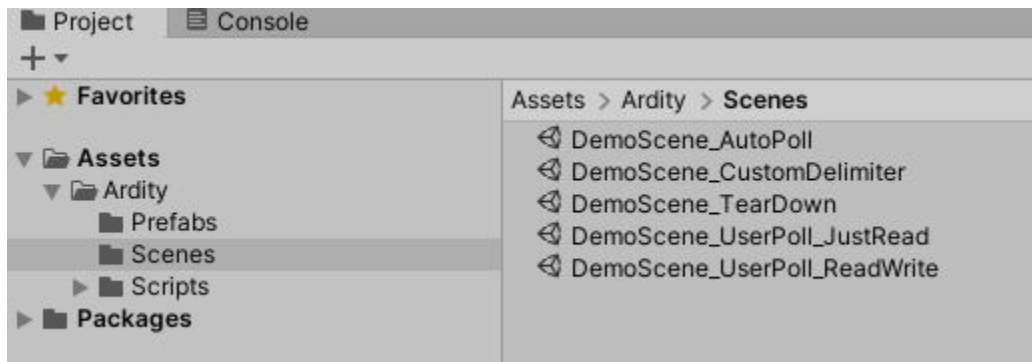 Project
Console
Favorites
Assets
Ardity
Prefabs
Scenes
Scripts
Packages
Assets > Ardity > Scenes
DemoScene_AutoPoll
DemoScene_CustomDelimiter
DemoScene_TearDown
DemoScene_UserPoll_JustRead
DemoScene_UserPoll_ReadWrite